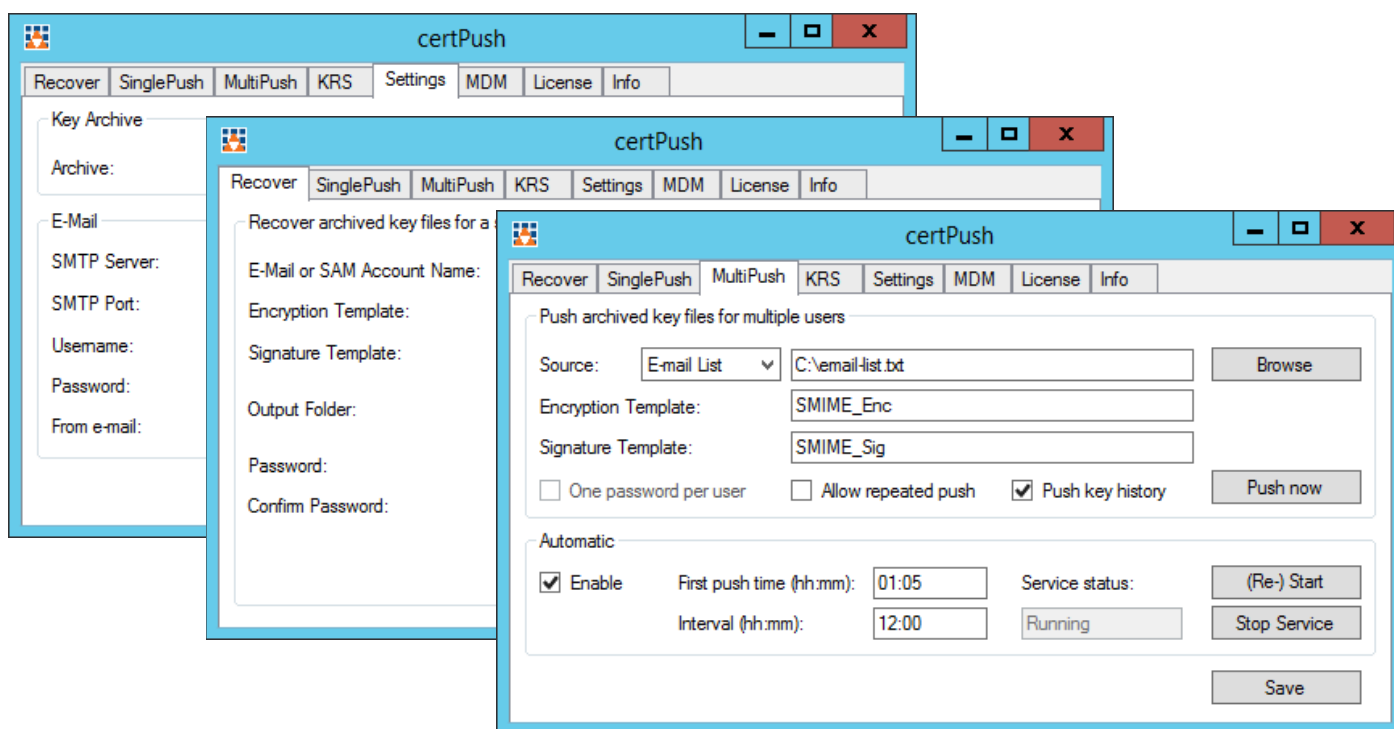 certPush
Recover SinglePush MultiPush KRS Settings MDM License Info
Key Archive
Archive:
E-Mail
SMTP Server:
SMTP Port:
Username:
Password:
From e-mail:
certPush
Recover SinglePush MultiPush KRS Settings MDM License Info
Recover archived key files for a
E-Mail or SAM Account Name:
Encryption Template:
Signature Template:
Output Folder:
Password:
Confirm Password:
certPush
Recover SinglePush MultiPush KRS Settings MDM License Info
Push archived key files for multiple users
Source: E-mail List C:\email-list.txt Browse
Encryption Template: SMIME_Enc
Signature Template: SMIME_Sig
One password per user Allow repeated push Push key history Push now
Automatic
Enable First push time (hh:mm): 01:05 Service status: (Re-) Start
Interval (hh:mm): 12:00 Running Stop Service
Save